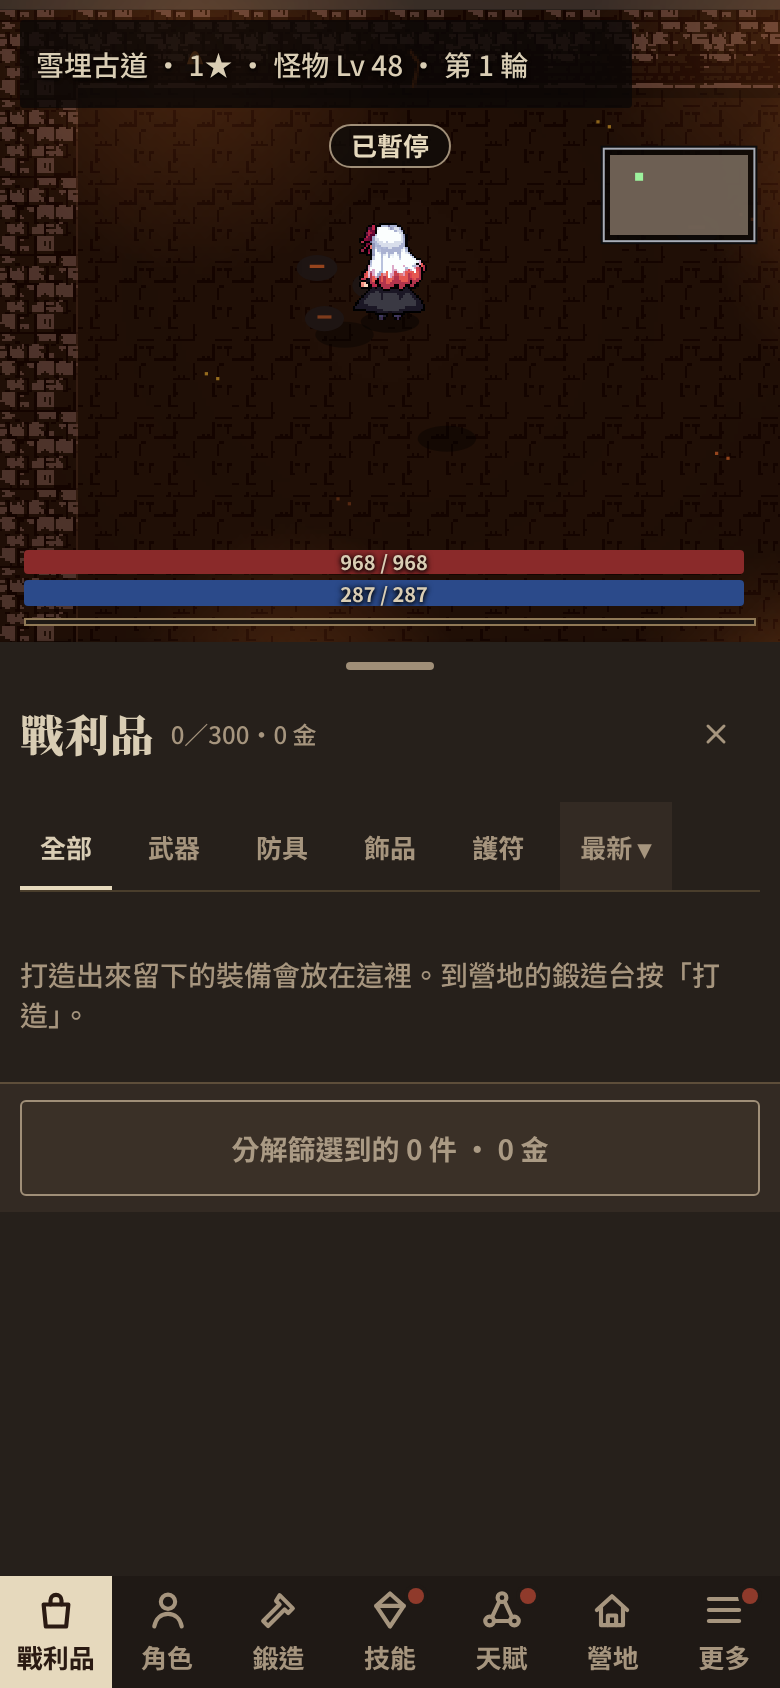 雪埋古道 · 1★ · 怪物 Lv 48 · 第 1 輪
已暫停
968 / 968
287 / 287
戰利品 0／300·0 金 ×
全部 武器 防具 飾品 護符 最新▼
打造出來留下的裝備會放在這裡。到營地的鍛造台按「打
造」。
分解篩選到的 0 件 · 0 金
戰利品 角色 鍛造 技能 天賦 營地 更多